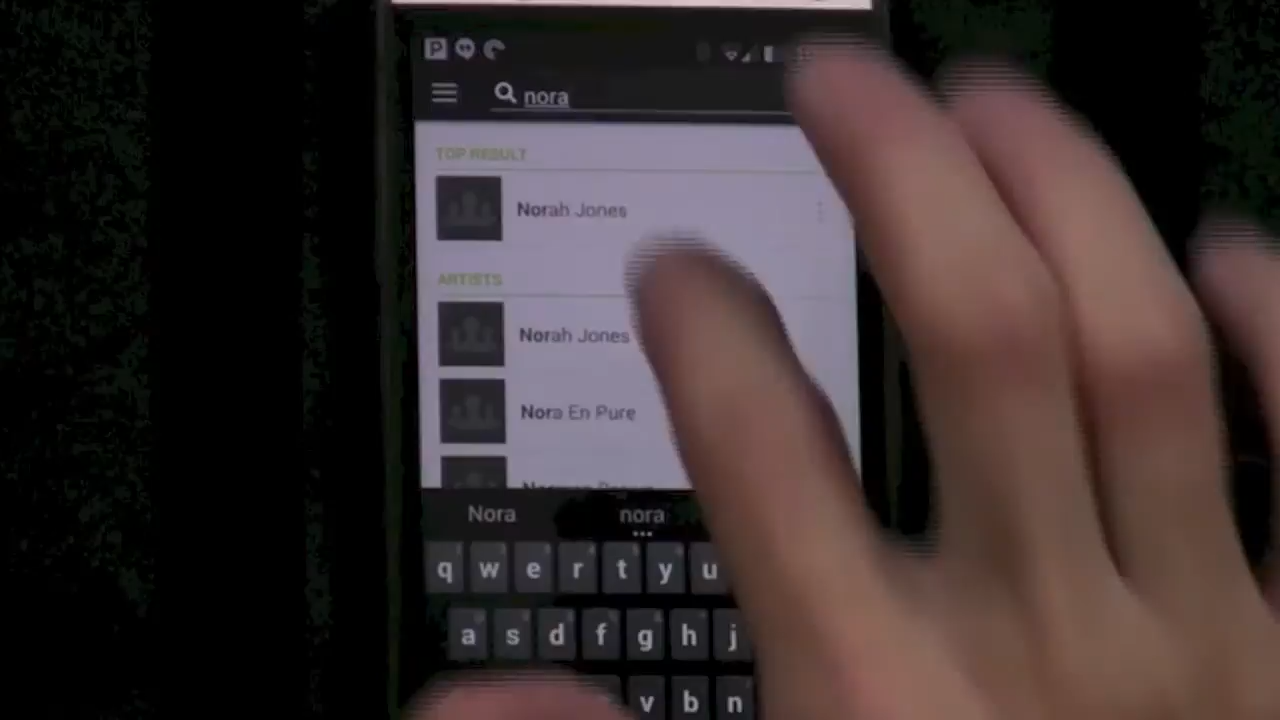 P
nora
TOP RESULT
Norah Jones
ARTISTS
Norah Jones
Nora En Pure
Nora
nora
q w e r t y u
a s d f g h j
v b n